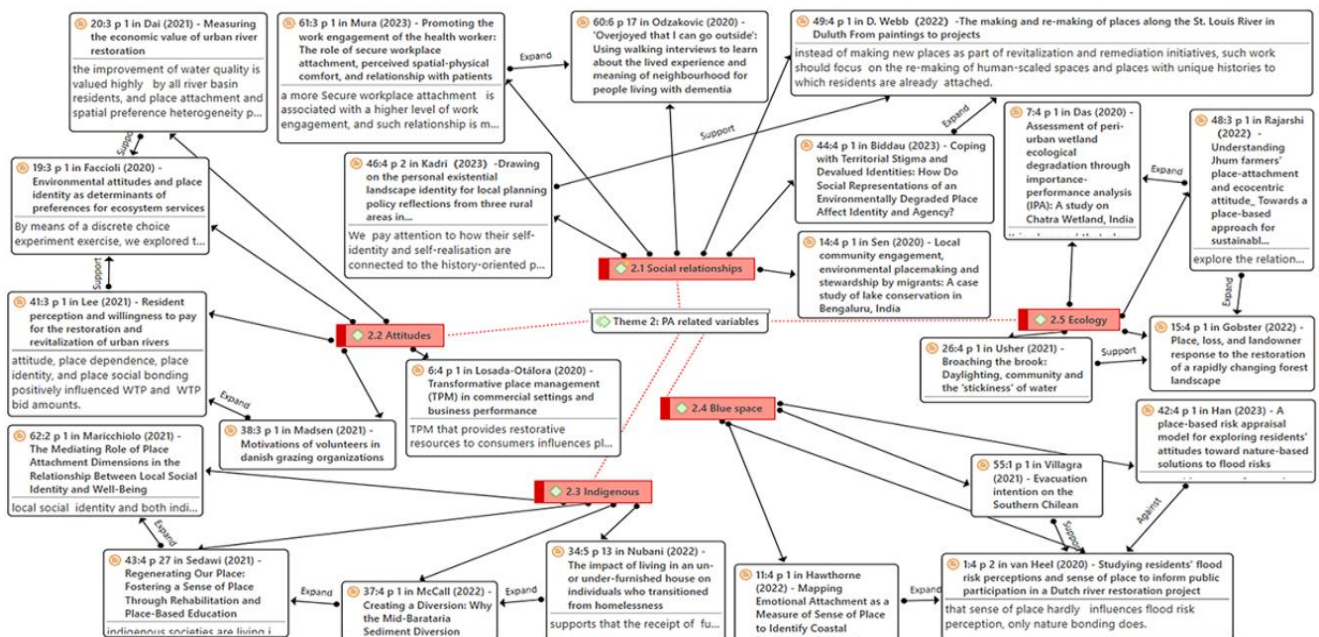 20:3 p 1 in Dai (2021) - Measuring
the economic value of urban river
restoration
the improvement of water quality is
valued highly by all river basin
residents, and place attachment and
spatial preference heterogeneity p...
61:3 p 1 in Mura (2023) - Promoting the
work engagement of the health worker:
The role of secure workplace
attachment, perceived spatial-physical
comfort, and relationship with patients
a more Secure workplace attachment is
associated with a higher level of work
engagement, and such relationship is m...
Expand
60:6 p 17 in Odzakovic (2020) -
'Overjoyed that I can go outside':
Using walking interviews to learn
about the lived experience and
meaning of neighbourhood for
people living with dementia
49:4 p 1 in D. Webb (2022) -The making and re-making of places along the St. Louis River in
Duluth From paintings to projects
instead of making new places as part of revitalization and remediation initiatives, such work
should focus on the re-making of human-scaled spaces and places with unique histories to
which residents are already attached.
Support
19:3 p 1 in Faccioli (2020) -
Environmental attitudes and place
identity as determinants of
preferences for ecosystem services
By means of a discrete choice
experiment exercise, we explored t...
46:4 p 2 in Kadri (2023) -Drawing
on the personal existential
landscape identity for local planning
policy reflections from three rural
areas in...
We pay attention to how their self-
identity and self-realisation are
connected to the history-oriented p...
Support
Expand
44:4 p 1 in Biddau (2023) - Coping
with Territorial Stigma and
Devalued Identities: How Do
Social Representations of an
Environmentally Degraded Place
Affect Identity and Agency?
7:4 p 1 in Das (2020) -
Assessment of peri-
urban wetland
ecological
degradation through
importance-
performance analysis
(IPA): A study on
Chatra Wetland, India
Expand
48:3 p 1 in Rajarshi
(2022) -
Understanding
Jhum farmers'
place-attachment
and ecocentric
attitude_ Towards a
place-based
approach for
sustainabl...
explore the relation...
14:4 p 1 in Sen (2020) - Local
community engagement,
environmental placemaking and
stewardship by migrants: A case
study of lake conservation in
Bengaluru, India
2.1 Social relationships
Support
Expand
41:3 p 1 in Lee (2021) - Resident
perception and willingness to pay
for the restoration and
revitalization of urban rivers
attitude, place dependence, place
identity, and place social bonding
positively influenced WTP and WTP
bid amounts.
2.2 Attitudes
Theme 2: PA related variables
2.5 Ecology
26:4 p 1 in Usher (2021) -
Broaching the brook:
Daylighting, community and
the 'stickiness' of water
Support
15:4 p 1 in Gobster (2022) -
Place, loss, and landowner
response to the restoration
of a rapidly changing forest
landscape
6:4 p 1 in Losada-Otálora (2020) -
Transformative place management
(TPM) in commercial settings and
business performance
TPM that provides restorative
resources to consumers influences pl...
Expand
38:3 p 1 in Madsen (2021) -
Motivations of volunteers in
danish grazing organizations
2.4 Blue space
42:4 p 1 in Han (2023) - A
place-based risk appraisal
model for exploring residents'
attitudes toward nature-based
solutions to flood risks
62:2 p 1 in Maricchiolo (2021) -
The Mediating Role of Place
Attachment Dimensions in the
Relationship Between Local Social
Identity and Well-Being
local social identity and both indi...
55:1 p 1 in Villagra
(2021) - Evacuation
intention on the
Southern Chilean
2.3 Indigenous
Expand
Support
Against
43:4 p 27 in Sedawi (2021) -
Regenerating Our Place:
Fostering a Sense of Place
Through Rehabilitation and
Place-Based Education
indigenous societies are living i
Expand
37:4 p 1 in McCall (2022) -
Creating a Diversion: Why
the Mid-Barataria
Sediment Diversion
Expand
34:5 p 13 in Nubani (2022) -
The impact of living in an un-
or under-furnished house on
individuals who transitioned
from homelessness
supports that the receipt of fu...
11:4 p 1 in Hawthorne
(2022) - Mapping
Emotional Attachment as a
Measure of Sense of Place
to Identify Coastal
Expand
1:4 p 2 in van Heel (2020) - Studying residents' flood
risk perceptions and sense of place to inform public
participation in a Dutch river restoration project
that sense of place hardly influences flood risk
perception, only nature bonding does.